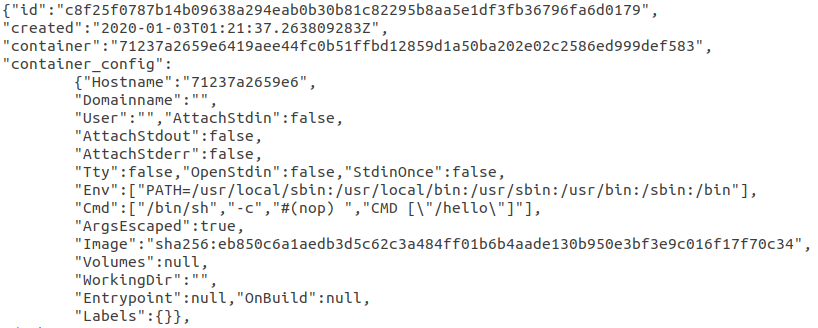 {"id":"c8f25f0787b14b09638a294eab0b30b81c82295b8aa5e1df3fb36796fa6d0179",
"created":"2020-01-03T01:21:37.263809283Z",
"container":"71237a2659e6419aee44fc0b51ffbd12859d1a50ba202e02c2586ed999def583",
"container_config":
{"Hostname":"71237a2659e6",
"Domainname":"",
"User":"","AttachStdin":false,
"AttachStdout":false,
"AttachStderr":false,
"Tty":false,"OpenStdin":false,"StdinOnce":false,
"Env":["PATH=/usr/local/sbin:/usr/local/bin:/usr/sbin:/usr/bin:/sbin:/bin"],
"Cmd":["/bin/sh","-c","#(nop) ","CMD [\"/hello\"]"],
"ArgsEscaped":true,
"Image":"sha256:eb850c6a1aedb3d5c62c3a484ff01b6b4aade130b950e3bf3e9c016f17f70c34",
"Volumes":null,
"WorkingDir":"",
"Entrypoint":null,"OnBuild":null,
"Labels":{}},